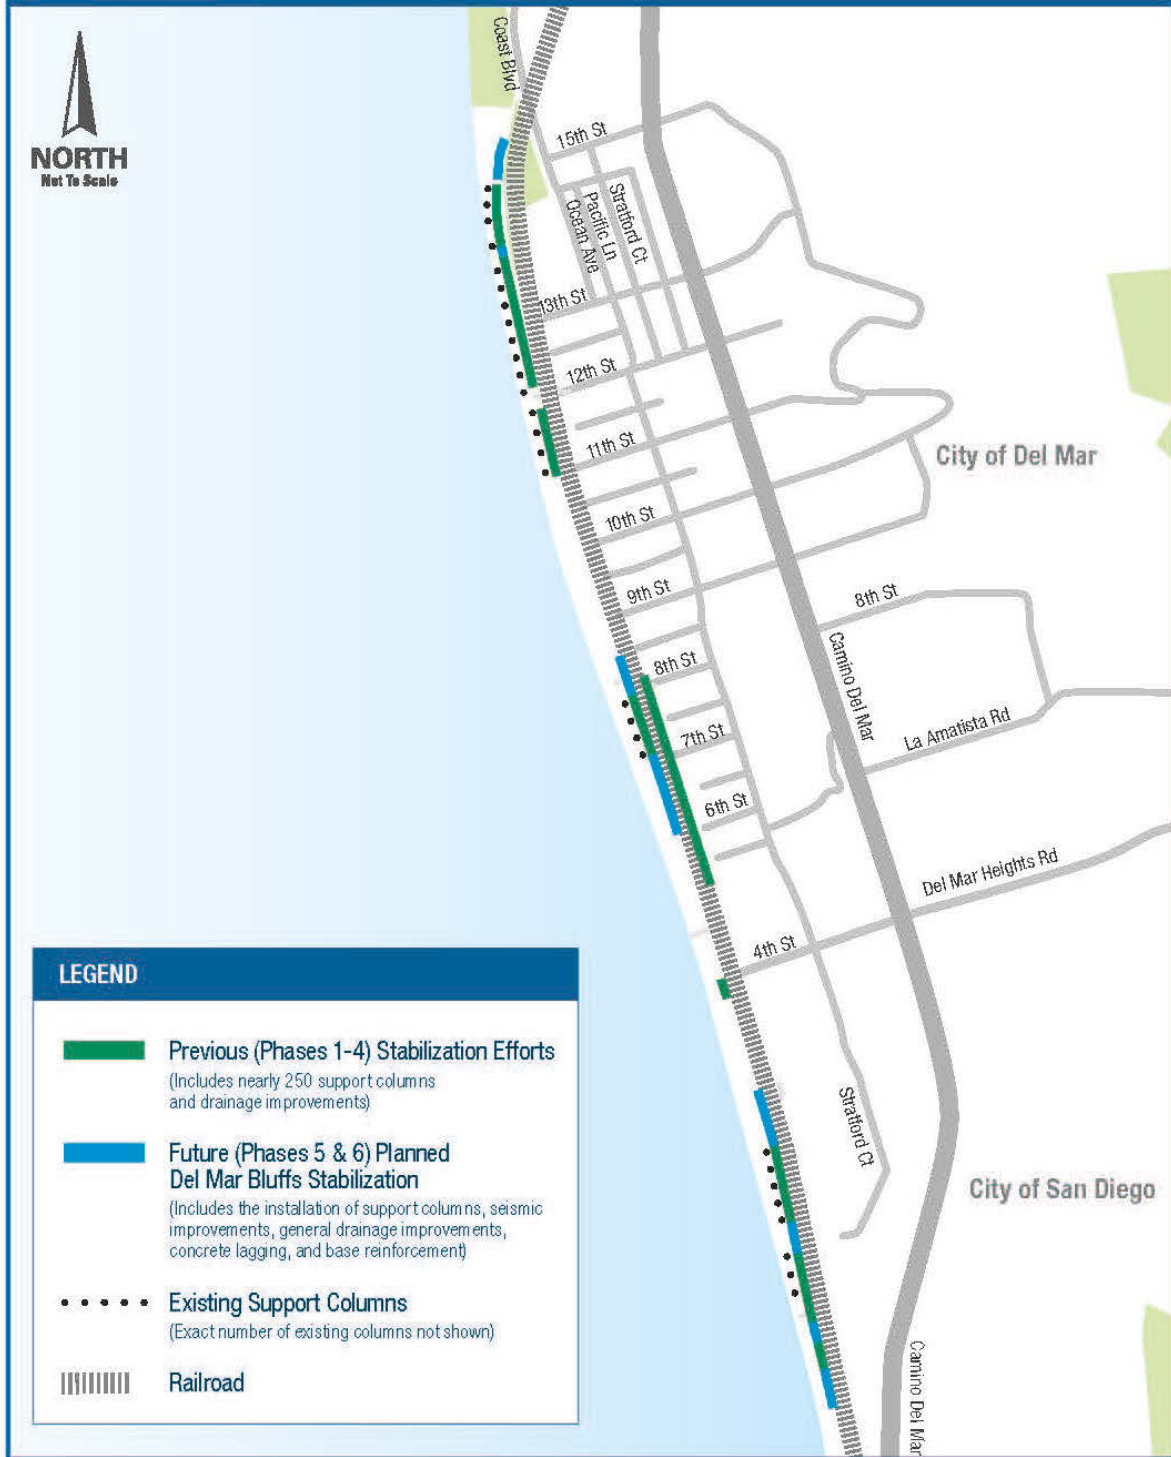 Coast Blvd
NORTH
Not To Scale
15th St
Stratford Ct
Pacific Ln
Ocean Ave
13th St
12th St
11th St
City of Del Mar
10th St
9th St
8th St
8th St
Camino Del Mar
7th St
La Amatista Rd
6th St
Del Mar Heights Rd
4th St
LEGEND
Previous (Phases 1-4) Stabilization Efforts
(Includes nearly 250 support columns
and drainage improvements)
Future (Phases 5 & 6) Planned
Del Mar Bluffs Stabilization
(Includes the installation of support columns, seismic
improvements, general drainage improvements,
concrete lagging, and base reinforcement)
Existing Support Columns
(Exact number of existing columns not shown)
Railroad
Stratford Ct
City of San Diego
Camino Del Mar